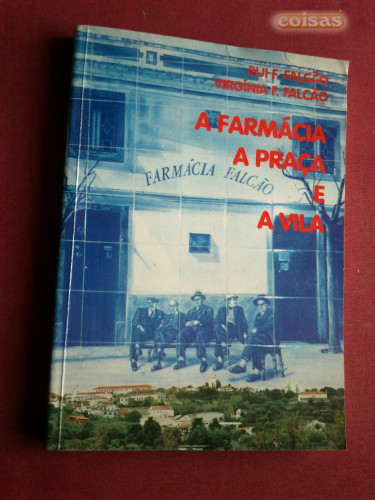 coisas
RUI F. FALCÃO
VIRGÍNIA F. FALCÃO
A FARMÁCIA
A PRAÇA
E
A VILA
FARMÁCIA FALCÃO